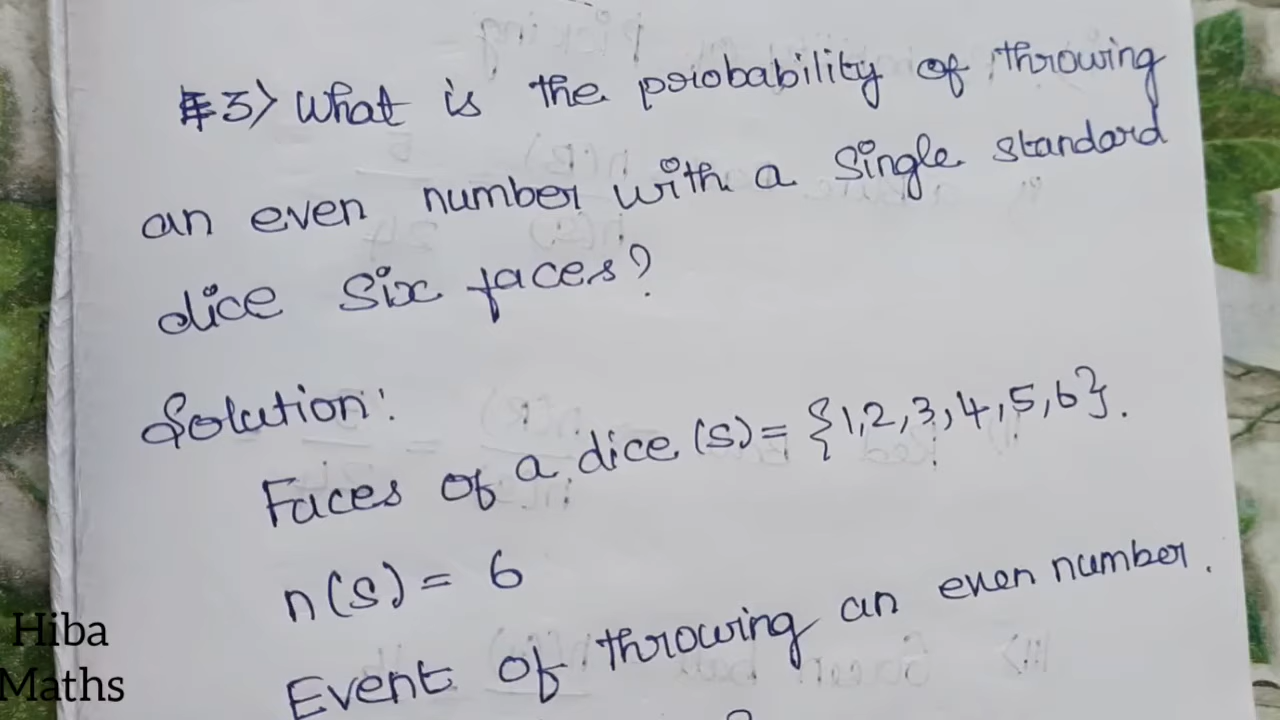 3) What is the probability of throwing
an even number with a single standard
dice six faces?
Solution:
Faces of a dice (S) = {1,2,3,4,5,6}.
n(S) = 6
Event of throwing an even number.
Hiba
Maths